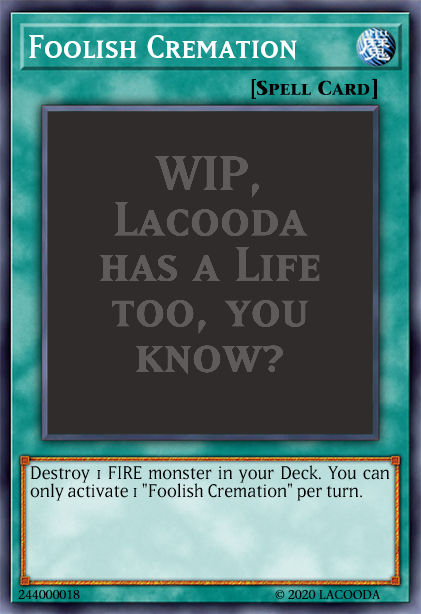 Foolish Cremation
魔
[Spell Card]
WIP,
Lacooda
has a Life
too, you
know?
Destroy 1 FIRE monster in your Deck. You can
only activate 1 "Foolish Cremation" per turn.
244000018
© 2020 LACOODA